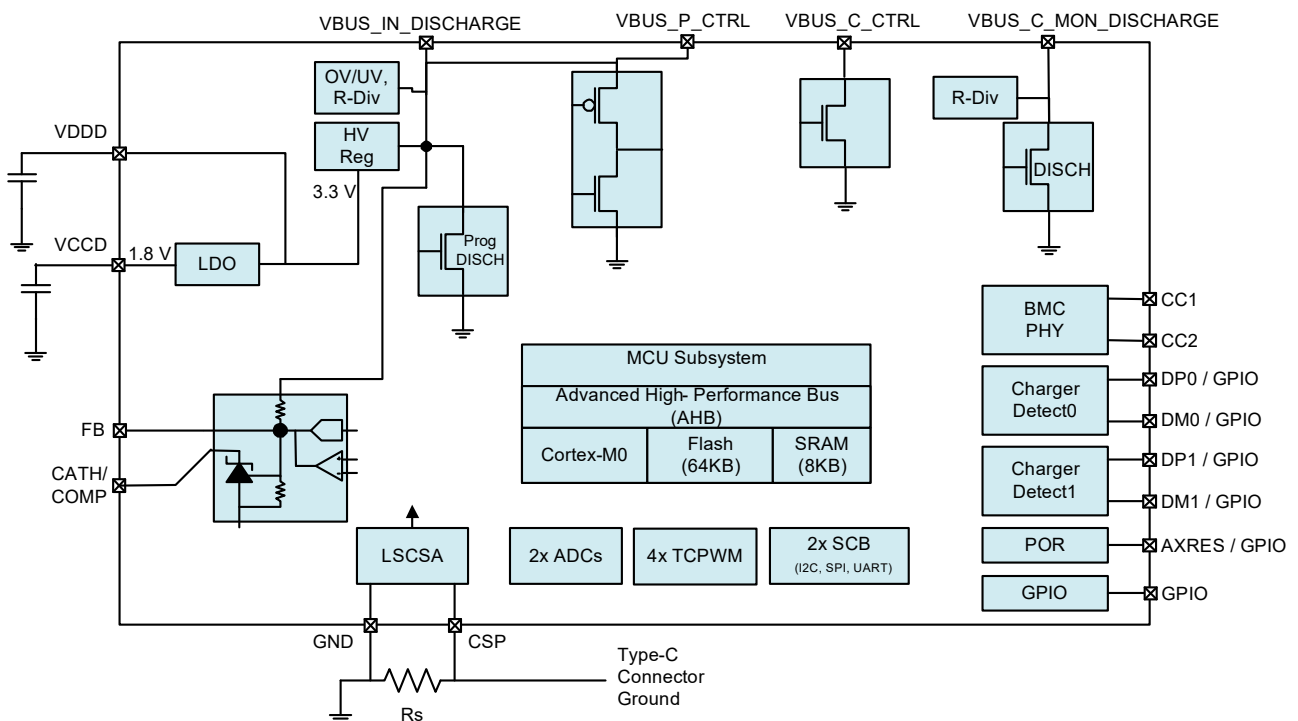 VBUS_IN_DISCHARGE
VBUS_P_CTRL
VBUS_C_CTRL
VBUS_C_MON_DISCHARGE
OV/UV,
R-Div
R-Div
VDDD
HV
Reg
DISCH
3.3 V
VCCD
1.8 V
LDO
Prog
DISCH
BMC
PHY
CC1
CC2
MCU Subsystem
Advanced High- Performance Bus
(AHB)
Cortex-M0
Flash
(64KB)
SRAM
(8KB)
Charger
Detect0
DP0 / GPIO
DM0 / GPIO
FB
CATH/
COMP
Charger
Detect1
DP1 / GPIO
DM1 / GPIO
LSCSA
2x ADCs
4x TCPWM
2x SCB
(I2C, SPI, UART)
POR
AXRES / GPIO
GPIO
GPIO
GND
CSP
Type-C
Connector
Ground
Rs